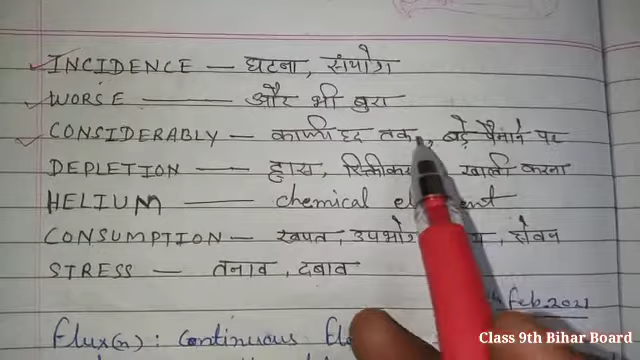 INCIDENCE — घटना, संयोग
WORSE — और भी बुरा
CONSIDERABLY — काफी हद तक, बड़े पैमाने पर
DEPLETION — ह्रास, खाली करना
HELIUM — chemical
CONSUMPTION — खपत, सेवन
STRESS — तनाव, दबाव
Feb. 2021
Flux(n): Continuous
Class 9th Bihar Board